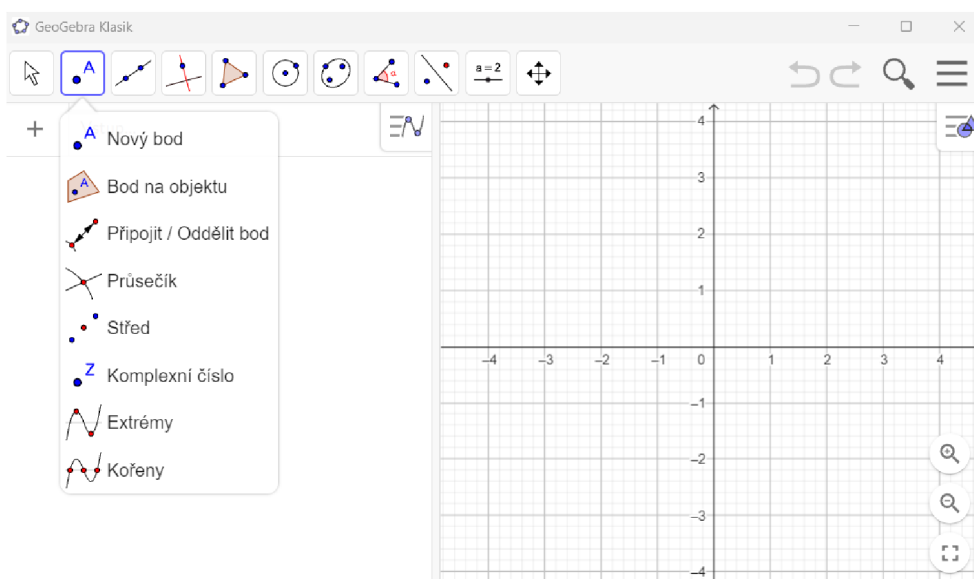 GeoGebra Klasik
A
a
a = 2
A Nový bod
A Bod na objektu
Připojit / Oddělit bod
Průsečík
Střed
Z Komplexní číslo
Extrémy
Kořeny
4
3
2
1
–4 –3 –2 –1 0 1 2 3 4
–1
–2
–3
–4